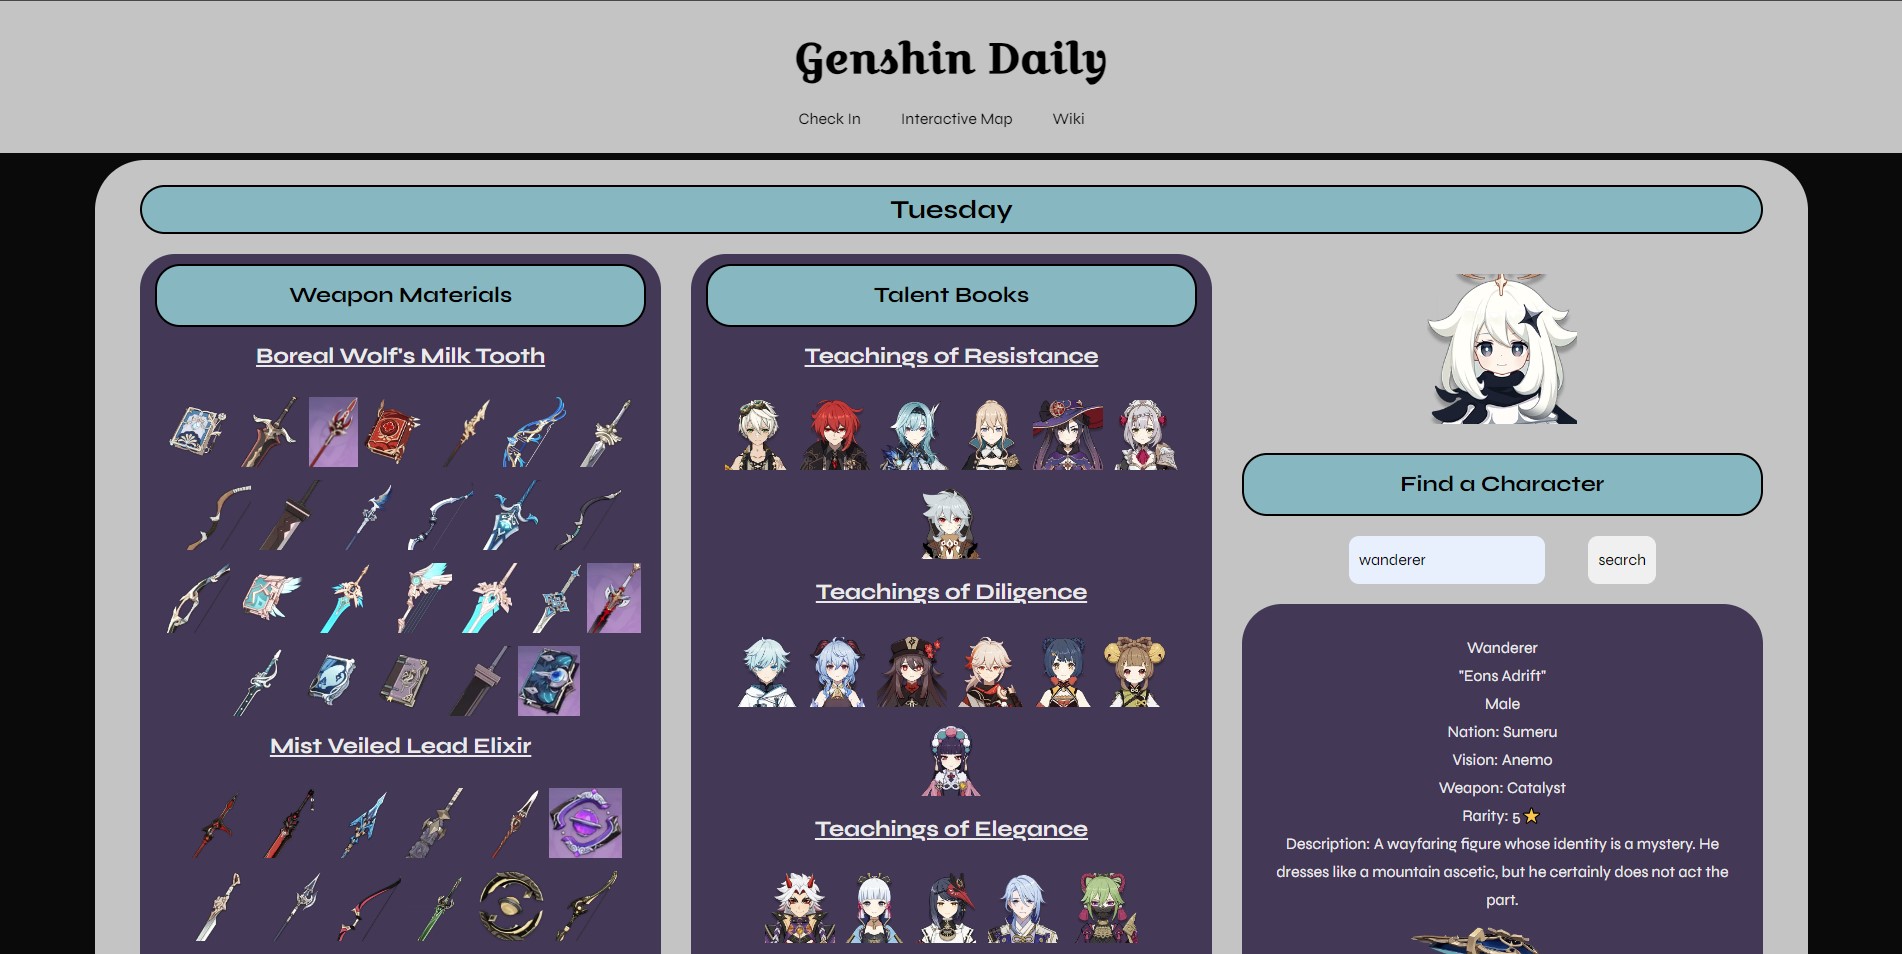 Genshin Daily
Check In
Interactive Map
Wiki
Tuesday
Weapon Materials
Boreal Wolf's Milk Tooth
Mist Veiled Lead Elixir
Talent Books
Teachings of Resistance
Teachings of Diligence
Teachings of Elegance
Find a Character
wanderer
search
Wanderer
"Eons Adrift"
Male
Nation: Sumeru
Vision: Anemo
Weapon: Catalyst
Rarity: 5 ⭐
Description: A wayfaring figure whose identity is a mystery. He
dresses like a mountain ascetic, but he certainly does not act the
part.